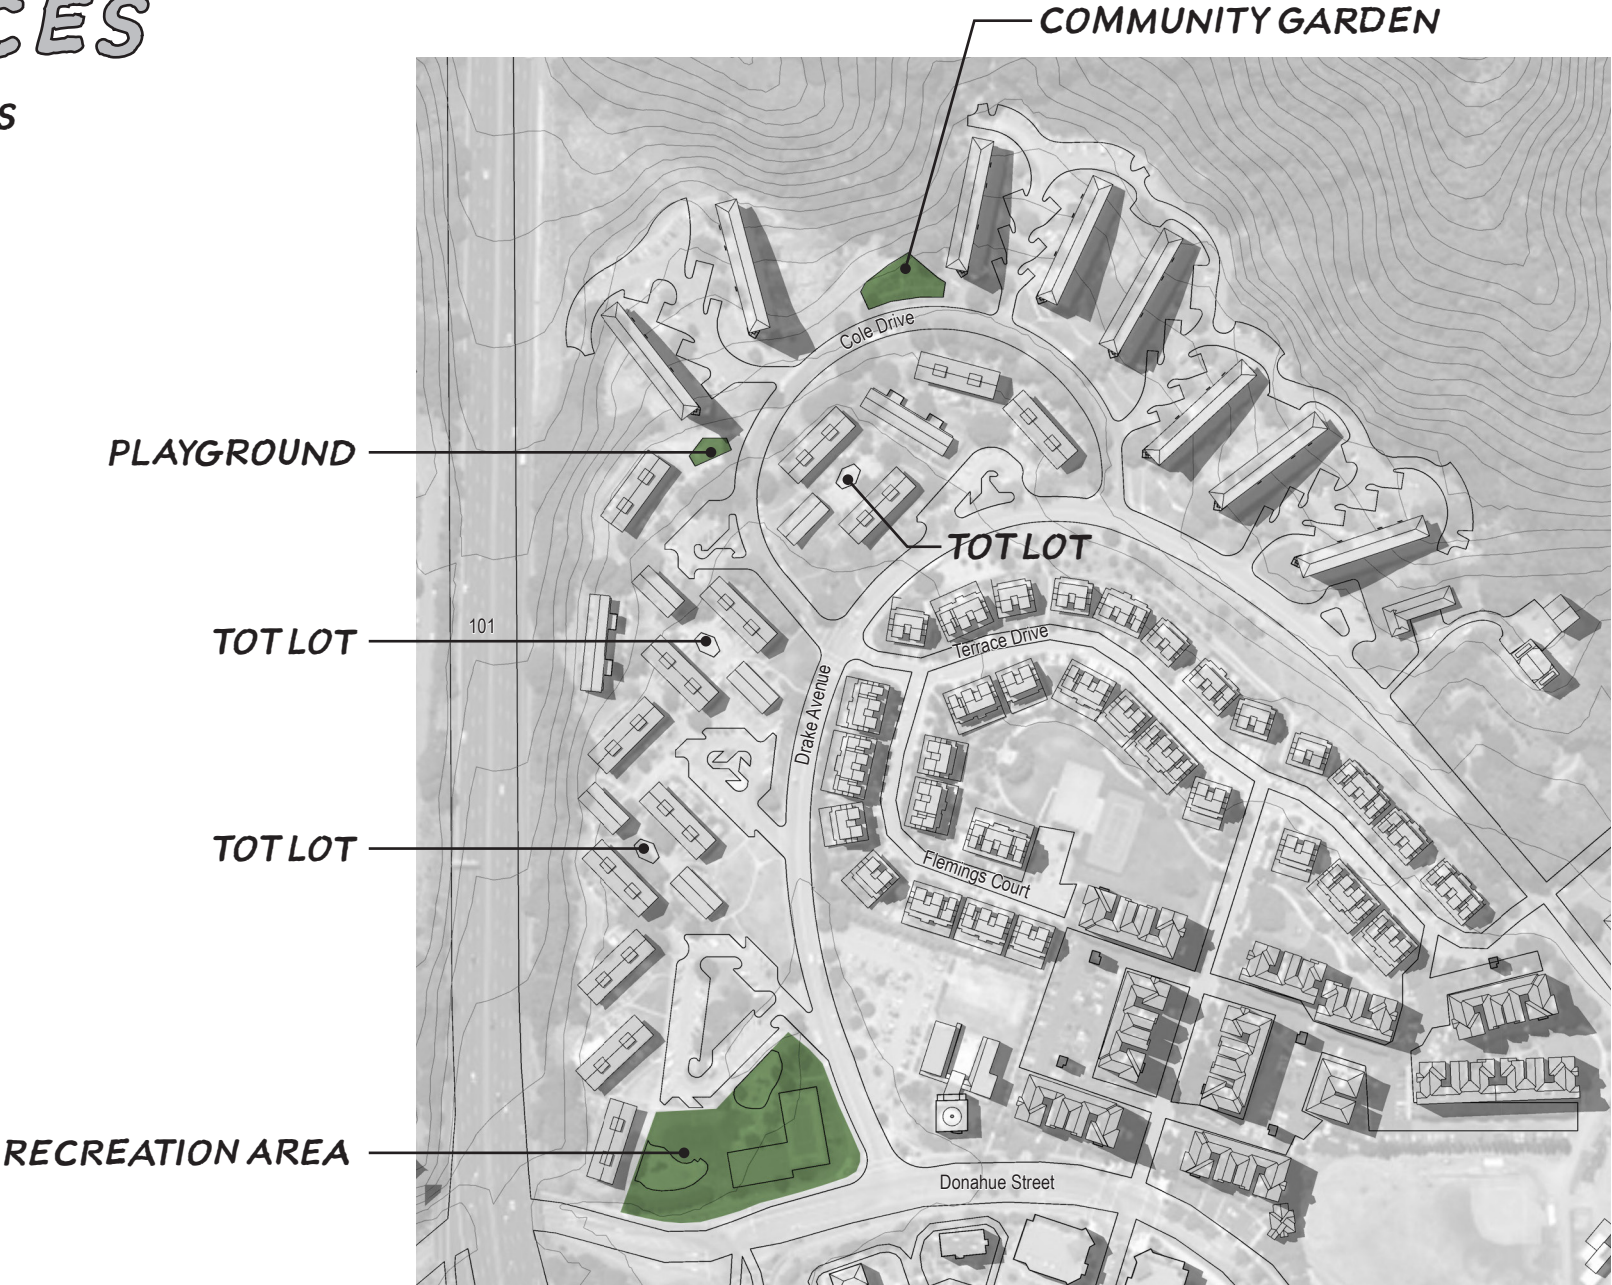 CES
S
COMMUNITY GARDEN
Cole Drive
PLAYGROUND
TOT LOT
TOT LOT
101
Terrace Drive
Drake Avenue
TOT LOT
Flemings Court
RECREATION AREA
Donahue Street